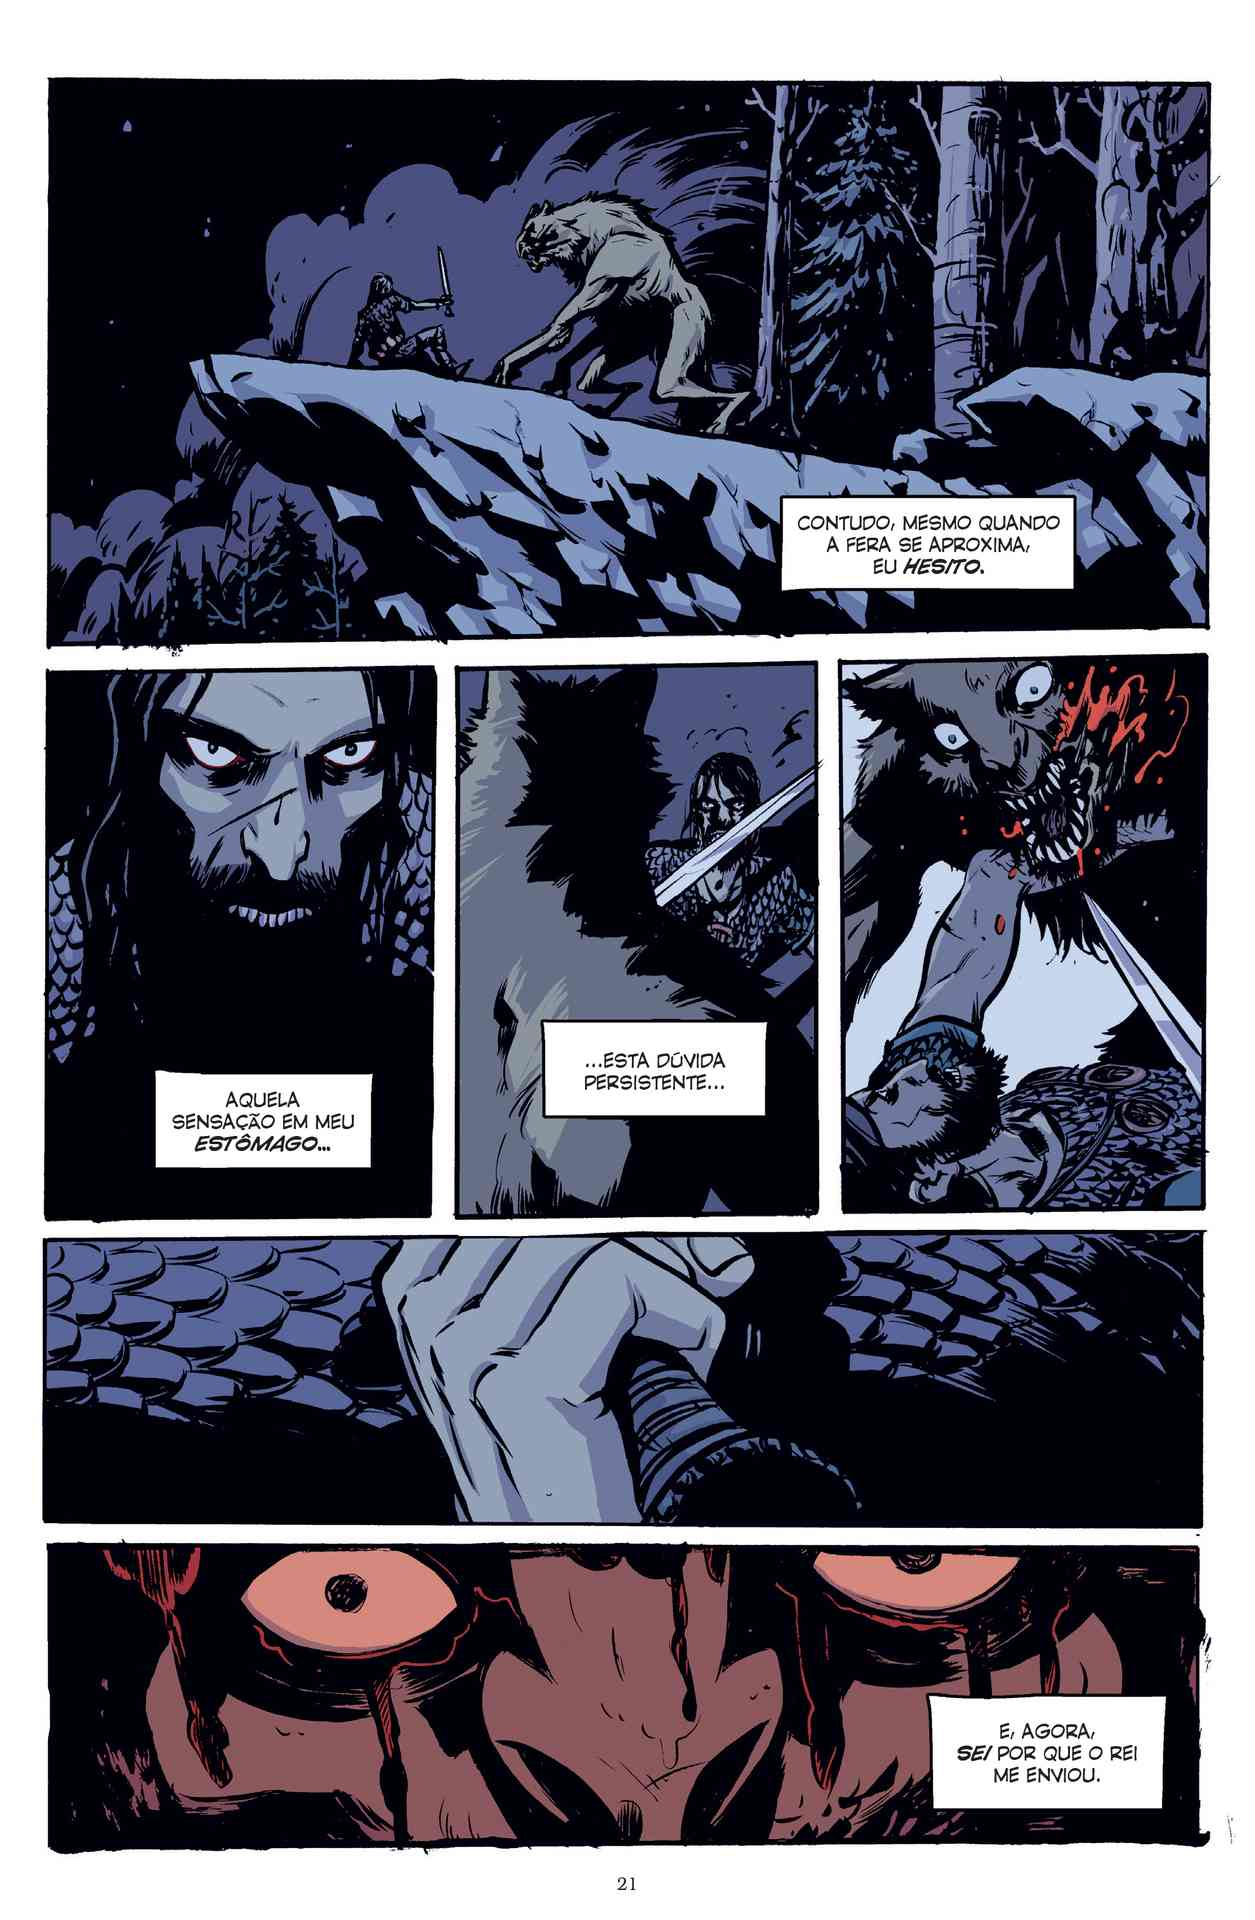 CONTUDO, MESMO QUANDO
A FERA SE APROXIMA,
EU HESITO.
AQUELA
SENSAÇÃO EM MEU
ESTÔMAGO...
...ESTA DÚVIDA
PERSISTENTE...
E, AGORA,
SEI POR QUE O REI
ME ENVIOU.
21